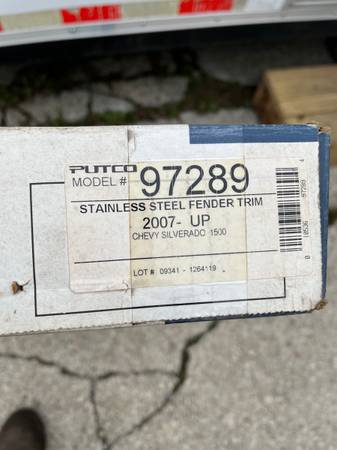 PUTCO
MODEL # 97289
STAINLESS STEEL FENDER TRIM
2007- UP
CHEVY SILVERADO 1500
LOT # 09341 - 1264119